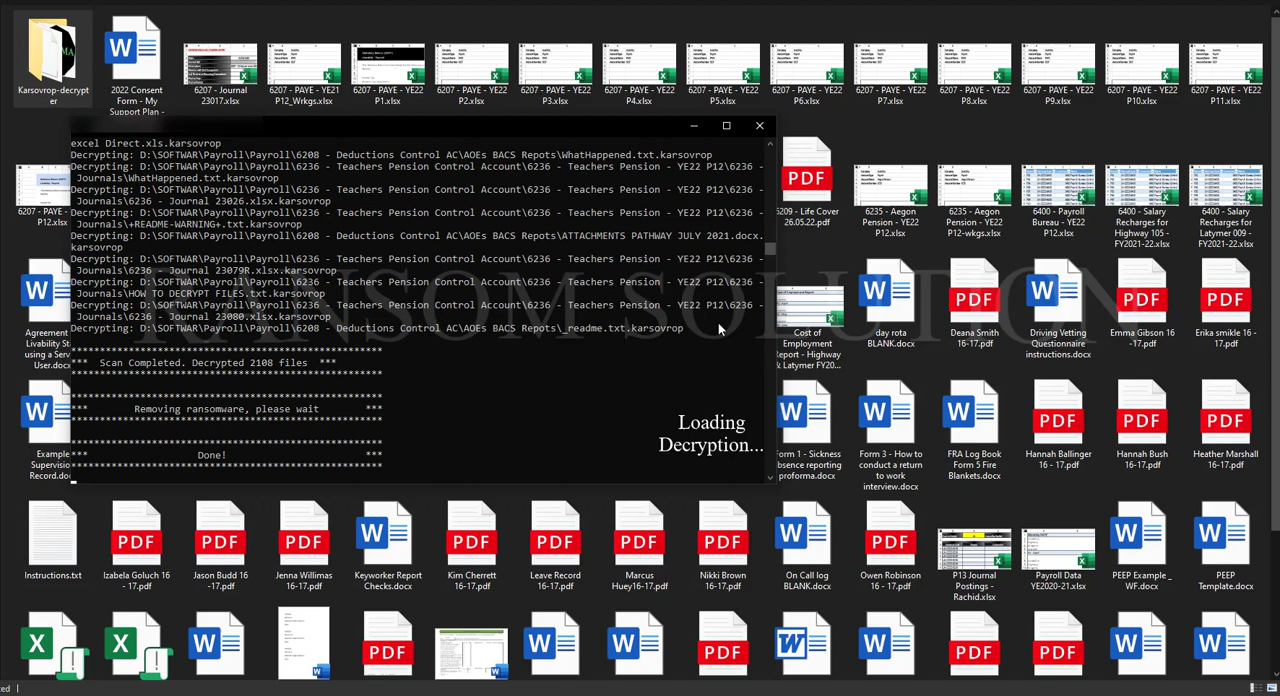 Karsovrop-decrypt
er
2022 Consent
Form - My
Support Plan -
6207 - Journal
23017.xlsx
6207 - PAYE - YE21
P12_Wrkgs.xlsx
6207 - PAYE - YE22
P1.xlsx
6207 - PAYE - YE22
P2.xlsx
6207 - PAYE - YE22
P3.xlsx
6207 - PAYE - YE22
P4.xlsx
6207 - PAYE - YE22
P5.xlsx
6207 - PAYE - YE22
P6.xlsx
6207 - PAYE - YE22
P7.xlsx
6207 - PAYE - YE22
P8.xlsx
6207 - PAYE - YE22
P9.xlsx
6207 - PAYE - YE22
P10.xlsx
6207 - PAYE - YE22
P11.xlsx
excel Direct.xls.karsovrop
Decrypting: D:\SOFTWAR\Payroll\Payroll\6208 - Deductions Control AC\AOEs BACS Repots\WhatHappened.txt.karsovrop
Decrypting: D:\SOFTWAR\Payroll\Payroll\6236 - Teachers Pension Control Account\6236 - Teachers Pension - YE22 P12\6236 -
Journals\WhatHappened.txt.karsovrop
Decrypting: D:\SOFTWAR\Payroll\Payroll\6236 - Teachers Pension Control Account\6236 - Teachers Pension - YE22 P12\6236 -
Journals\6236 - Journal 23026.xlsx.karsovrop
Decrypting: D:\SOFTWAR\Payroll\Payroll\6236 - Teachers Pension Control Account\6236 - Teachers Pension - YE22 P12\6236 -
Journals\+README-WARNING+.txt.karsovrop
Decrypting: D:\SOFTWAR\Payroll\Payroll\6208 - Deductions Control AC\AOEs BACS Repots\ATTACHMENTS PATHWAY JULY 2021.docx.
karsovrop
Decrypting: D:\SOFTWAR\Payroll\Payroll\6236 - Teachers Pension Control Account\6236 - Teachers Pension - YE22 P12\6236 -
Journals\6236 - Journal 23079R.xlsx.karsovrop
Decrypting: D:\SOFTWAR\Payroll\Payroll\6236 - Teachers Pension Control Account\6236 - Teachers Pension - YE22 P12\6236 -
Journals\HOW TO DECRYPT FILES.txt.karsovrop
Decrypting: D:\SOFTWAR\Payroll\Payroll\6236 - Teachers Pension Control Account\6236 - Teachers Pension - YE22 P12\6236 -
Journals\6236 - Journal 23080.xlsx.karsovrop
Decrypting: D:\SOFTWAR\Payroll\Payroll\6208 - Deductions Control AC\AOEs BACS Repots\_readme.txt.karsovrop
*** Scan Completed. Decrypted 2108 files ***
*** Removing ransomware, please wait ***
*** Done! ***
Loading
Decryption...
RANSOM SOLUTION
6207 - PAYE -
P12.xlsx
PDF
6209 - Life Cover
26.05.22.pdf
6235 - Aegon
Pension - YE22
P12.xlsx
6235 - Aegon
Pension - YE22
P12-wkgs.xlsx
6400 - Payroll
Bureau - YE22
P12.xlsx
6400 - Salary
Recharges for
Highway 105 -
FY2021-22.xlsx
6400 - Salary
Recharges for
Latymer 009 -
FY-2021-22.xlsx
Agreement
Livability Sta
using a Serv
User.docx
Cost of
Employment
Report - Highway
& Latymer FY20...
day rota
BLANK.docx
Deana Smith
16-17.pdf
Driving Vetting
Questionnaire
instructions.docx
Emma Gibson 16
-17.pdf
Erika smikle 16 -
17.pdf
Example
Supervisio
Record.doc
Form 1 - Sickness
bsence reporting
proforma.docx
Form 3 - How to
conduct a return
to work
interview.docx
FRA Log Book
Form 5 Fire
Blankets.docx
Hannah Ballinger
16 - 17.pdf
Hannah Bush
16-17.pdf
Heather Marshall
16-17.pdf
Instructions.txt
Izabela Goluch 16
- 17.pdf
Jason Budd 16
-17.pdf
Jenna Willimas
16-17.pdf
Keyworker Report
Checks.docx
Kim Cherrett
16-17.pdf
Leave Record
16-17.pdf
Marcus
Huey16-17.pdf
Nikki Brown
16-17.pdf
On Call log
BLANK.docx
Owen Robinson
16 - 17.pdf
P13 Journal
Postings -
Rachid.xlsx
Payroll Data
YE2020-21.xlsx
PEEP Example _
WF.docx
PEEP
Template.docx
ted